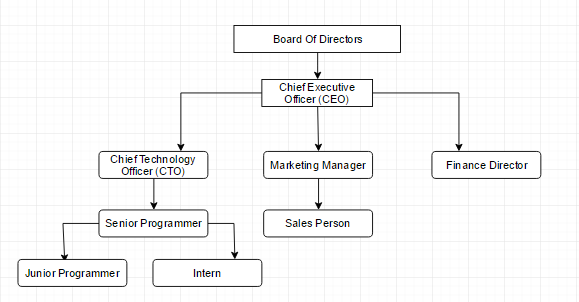 Board Of Directors
Chief Executive
Officer (CEO)
Chief Technology
Officer (CTO)
Marketing Manager
Finance Director
Senior Programmer
Sales Person
Junior Programmer
Intern